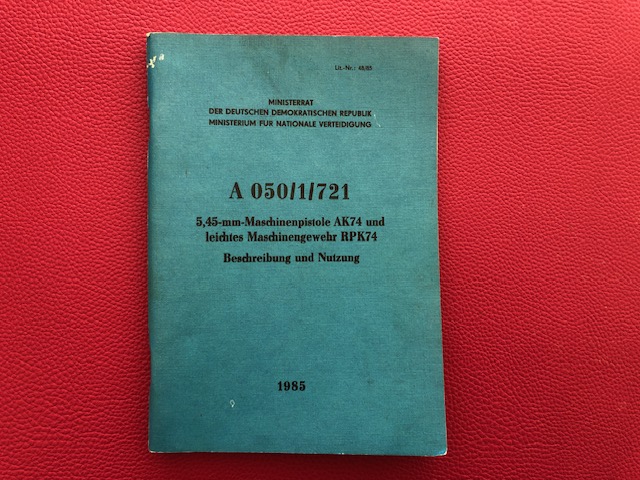 Lit.-Nr.: 48/85
MINISTERRAT
DER DEUTSCHEN DEMOKRATISCHEN REPUBLIK
MINISTERIUM FÜR NATIONALE VERTEIDIGUNG
A 050/1/721
5,45-mm-Maschinenpistole AK74 und
leichtes Maschinengewehr RPK74
Beschreibung und Nutzung
1985